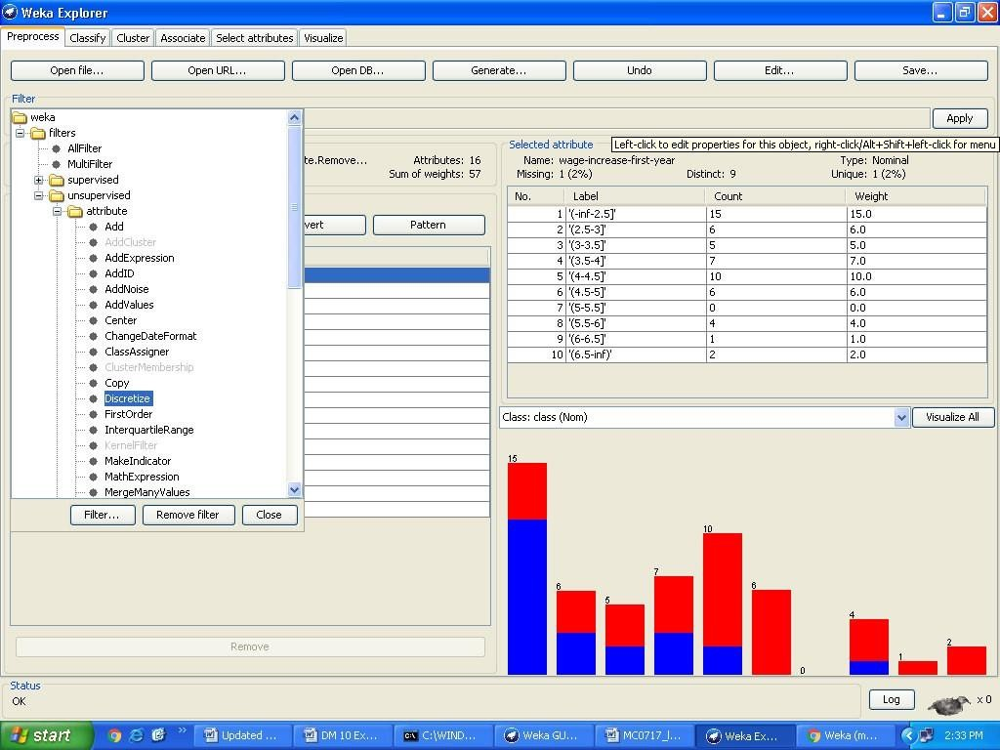 Weka Explorer
Preprocess Classify Cluster Associate Select attributes Visualize
Open file... Open URL... Open DB... Generate... Undo Edit... Save...
Filter
Apply
weka
filters
AllFilter
MultiFilter
supervised
unsupervised
attribute
Add
AddCluster
AddExpression
AddID
AddNoise
AddValues
Center
ChangeDateFormat
ClassAssigner
ClusterMembership
Copy
Discretize
FirstOrder
InterquartileRange
KernelFilter
MakeIndicator
MathExpression
MergeManyValues
Filter... Remove filter Close
te.Remove... Attributes: 16
Sum of weights: 57
vert Pattern
Remove
Selected attribute
Left-click to edit properties for this object, right-click/Alt+Shift+left-click for menu
Name: wage-increase-first-year Type: Nominal
Missing: 1 (2%) Distinct: 9 Unique: 1 (2%)
No. Label Count Weight
1 '(-inf-2.5]' 15 15.0
2 '(2.5-3]' 6 6.0
3 '(3-3.5]' 5 5.0
4 '(3.5-4]' 7 7.0
5 '(4-4.5]' 10 10.0
6 '(4.5-5]' 6 6.0
7 '(5-5.5]' 0 0.0
8 '(5.5-6]' 4 4.0
9 '(6-6.5]' 1 1.0
10 '(6.5-inf)' 2 2.0
Class: class (Nom) Visualize All
15
6
5
7
10
6
0
4
1
2
Status
OK
Log x 0
start Updated ... DM 10 Ex... C:\WIND... Weka GU... MC0717_J... Weka Ex... Weka (m... 2:33 PM